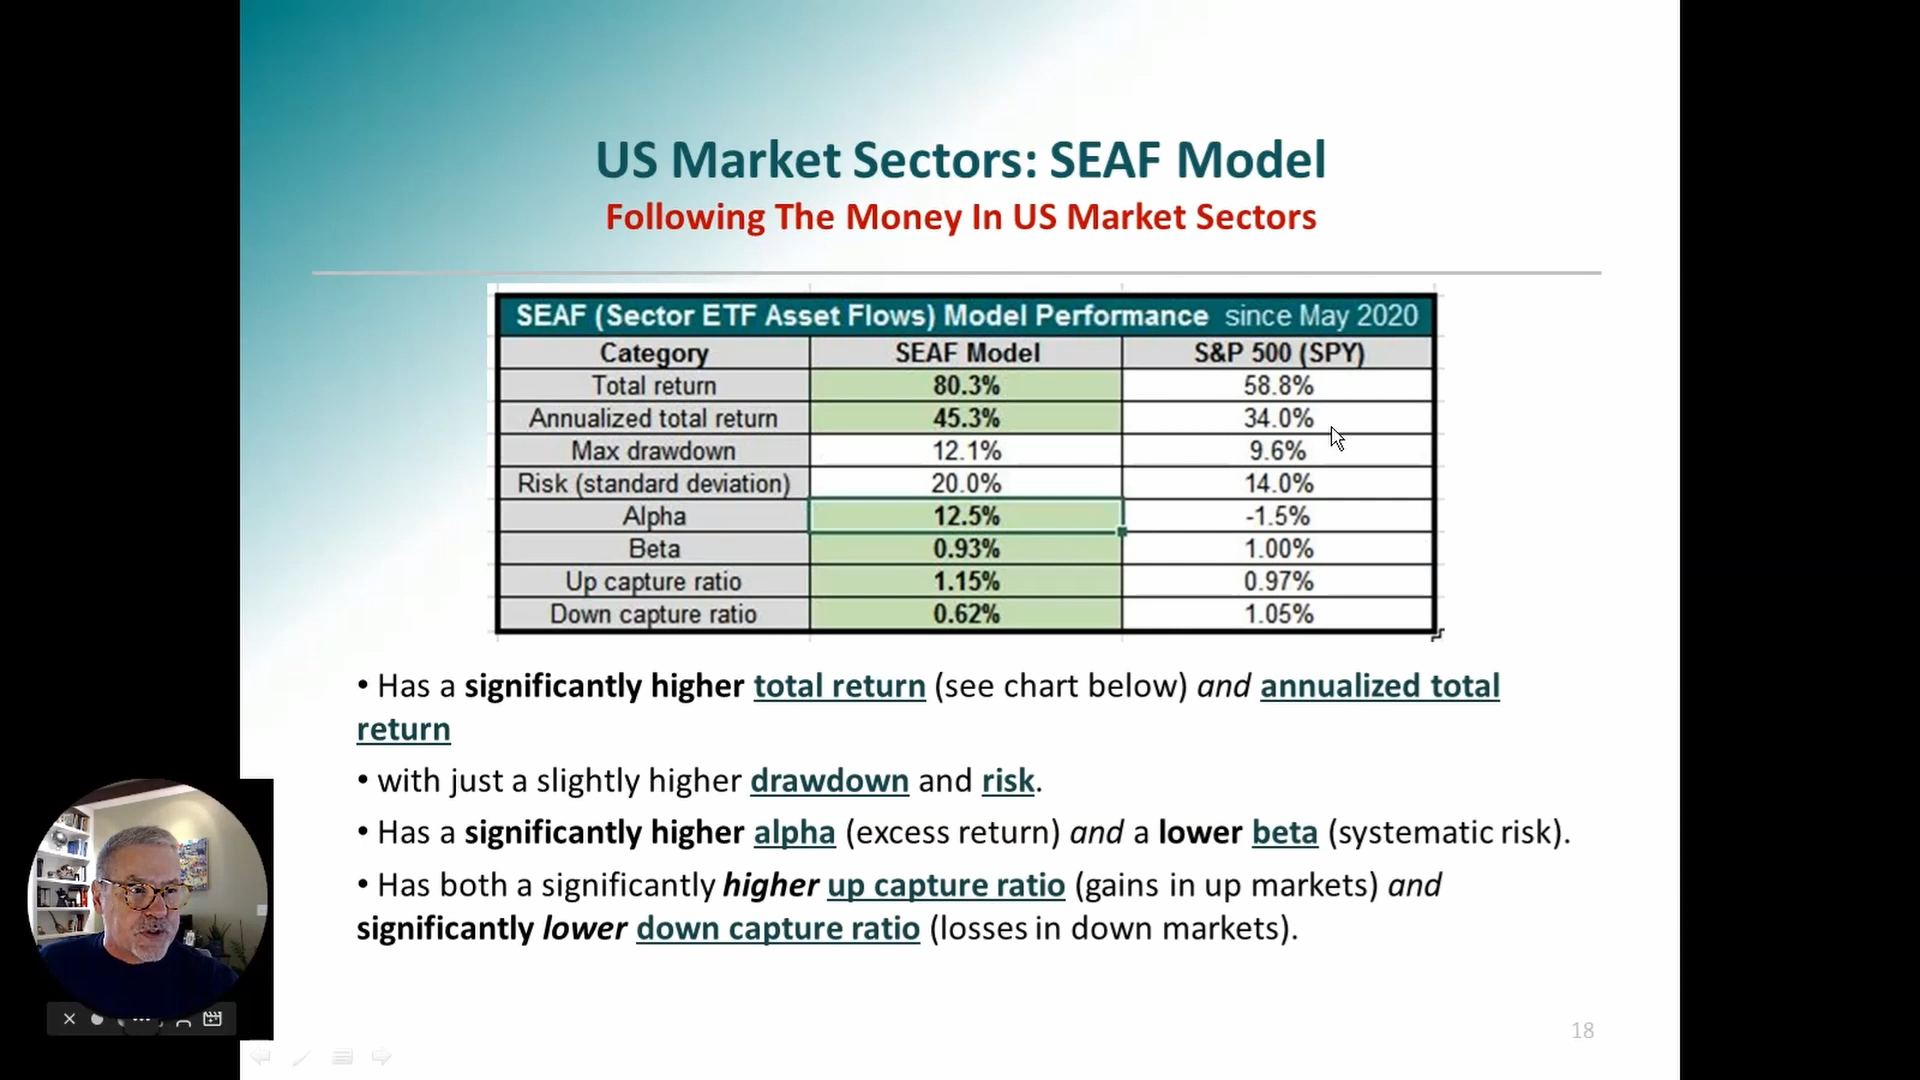 US Market Sectors: SEAF Model
Following The Money In US Market Sectors
SEAF (Sector ETF Asset Flows) Model Performance since May 2020
Category SEAF Model S&P 500 (SPY)
Total return 80.3% 58.8%
Annualized total return 45.3% 34.0%
Max drawdown 12.1% 9.6%
Risk (standard deviation) 20.0% 14.0%
Alpha 12.5% -1.5%
Beta 0.93% 1.00%
Up capture ratio 1.15% 0.97%
Down capture ratio 0.62% 1.05%
• Has a significantly higher total return (see chart below) and annualized total
return
• with just a slightly higher drawdown and risk.
• Has a significantly higher alpha (excess return) and a lower beta (systematic risk).
• Has both a significantly higher up capture ratio (gains in up markets) and
significantly lower down capture ratio (losses in down markets).
18